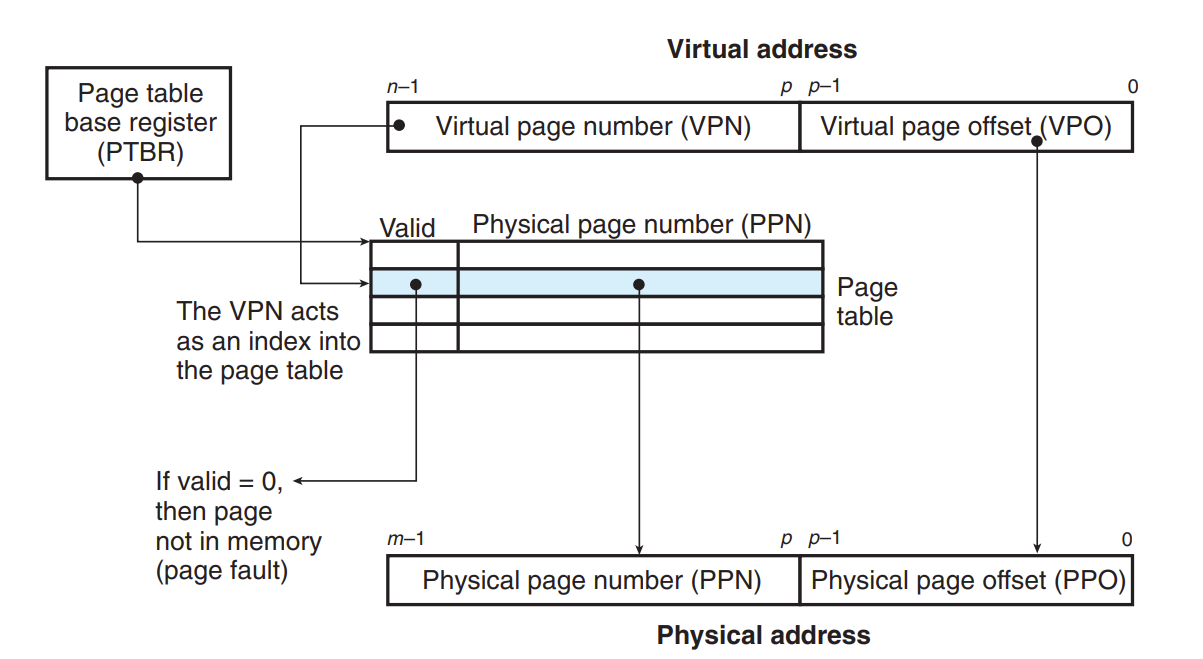 Virtual address
Page table
base register
(PTBR)
n–1
p
p–1
0
Virtual page number (VPN)
Virtual page offset (VPO)
Valid
Physical page number (PPN)
Page
table
The VPN acts
as an index into
the page table
If valid = 0,
then page
not in memory
(page fault)
m–1
p
p–1
0
Physical page number (PPN)
Physical page offset (PPO)
Physical address